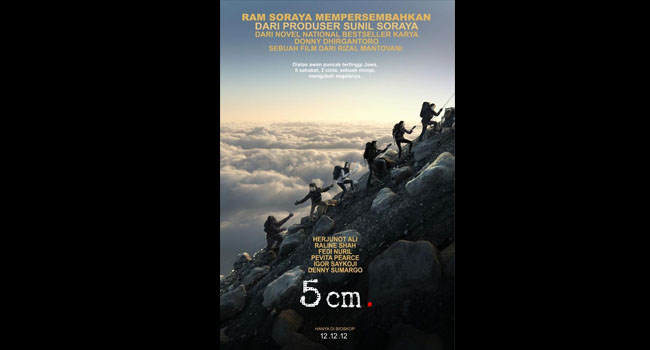 RAM SORAYA MEMPERSEMBAHKAN
DARI PRODUSER SUNIL SORAYA
DARI NOVEL NATIONAL BESTSELLER KARYA
DONNY DHIRGANTORO
SEBUAH FILM DARI RIZAL MANTOVANI
Diatas awan puncak tertinggi Jawa,
5 sahabat, 2 cinta, sebuah mimpi,
mengubah segalanya.
HERJUNOT ALI
RALINE SHAH
FEDI NURIL
PEVITA PEARCE
IGOR SAYKOJI
DENNY SUMARGO
5 cm.
HANYA DI BIOSKOP
12.12.12